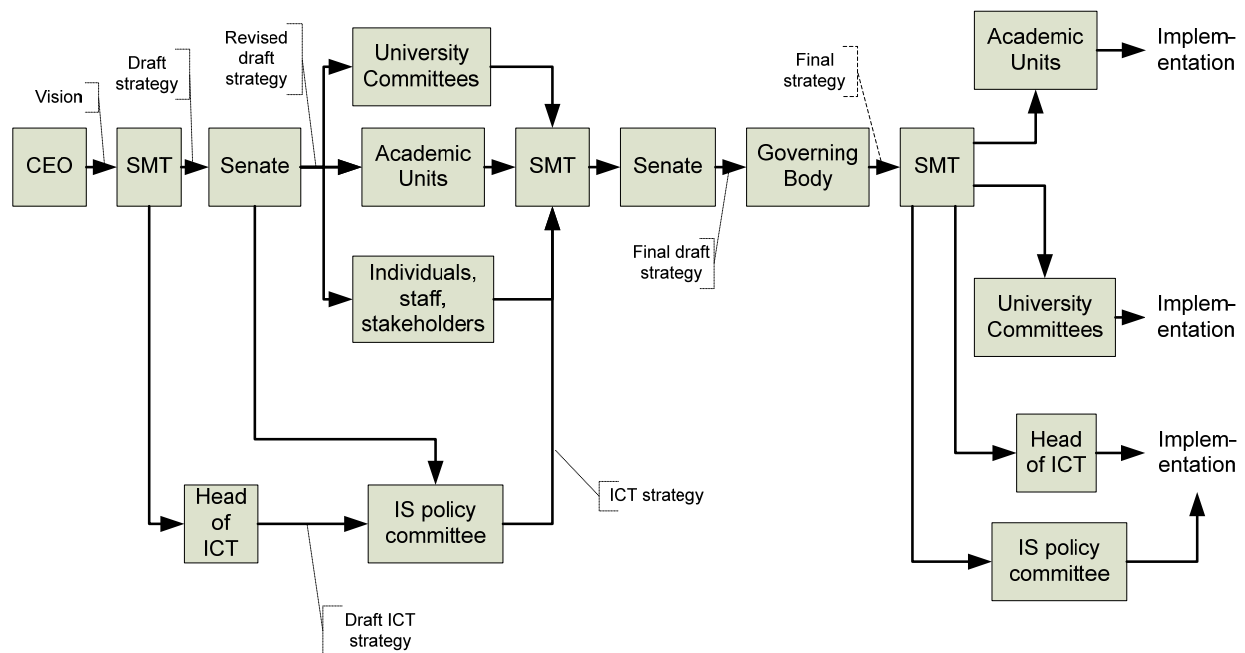 Vision
Draft
strategy
Revised
draft
strategy
University
Committees
Final
strategy
Academic
Units
Implem-
entation
CEO
SMT
Senate
Academic
Units
SMT
Senate
Governing
Body
SMT
Final draft
strategy
Individuals,
staff,
stakeholders
University
Committees
Implem-
entation
Head
of ICT
Implem-
entation
Head
of
ICT
IS policy
committee
ICT strategy
IS policy
committee
Draft ICT
strategy